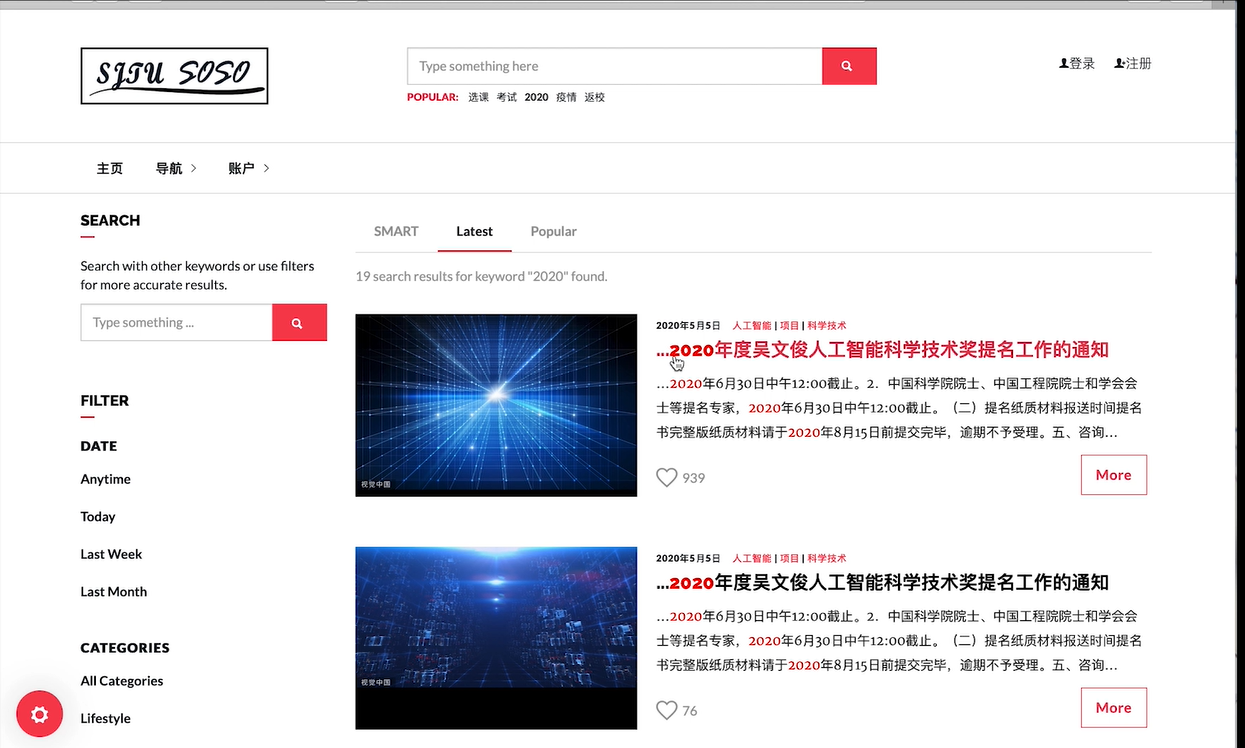 SJTU SOSO
Type something here
POPULAR: 选课 考试 2020 疫情 返校
登录 注册
主页 导航 账户
SEARCH
Search with other keywords or use filters
for more accurate results.
Type something ...
FILTER
DATE
Anytime
Today
Last Week
Last Month
CATEGORIES
All Categories
Lifestyle
SMART Latest Popular
19 search results for keyword "2020" found.
视觉中国
2020年5月5日 人工智能 | 项目 | 科学技术
...2020年度吴文俊人工智能科学技术奖提名工作的通知
...2020年6月30日中午12:00截止。2．中国科学院院士、中国工程院院士和学会会
士等提名专家，2020年6月30日中午12:00截止。（二）提名纸质材料报送时间提名
书完整版纸质材料请于2020年8月15日前提交完毕，逾期不予受理。五、咨询...
939
More
视觉中国
2020年5月5日 人工智能 | 项目 | 科学技术
...2020年度吴文俊人工智能科学技术奖提名工作的通知
...2020年6月30日中午12:00截止。2．中国科学院院士、中国工程院院士和学会会
士等提名专家，2020年6月30日中午12:00截止。（二）提名纸质材料报送时间提名
书完整版纸质材料请于2020年8月15日前提交完毕，逾期不予受理。五、咨询...
76
More